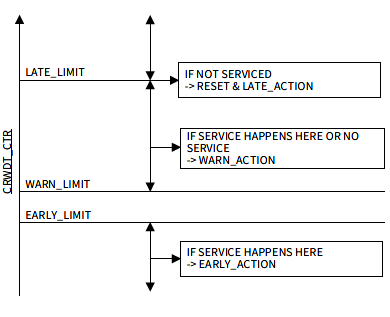 LATE_LIMIT
IF NOT SERVICED
-> RESET & LATE_ACTION
IF SERVICE HAPPENS HERE OR NO
SERVICE
-> WARN_ACTION
CRWDT_CTR
WARN_LIMIT
EARLY_LIMIT
IF SERVICE HAPPENS HERE
-> EARLY_ACTION